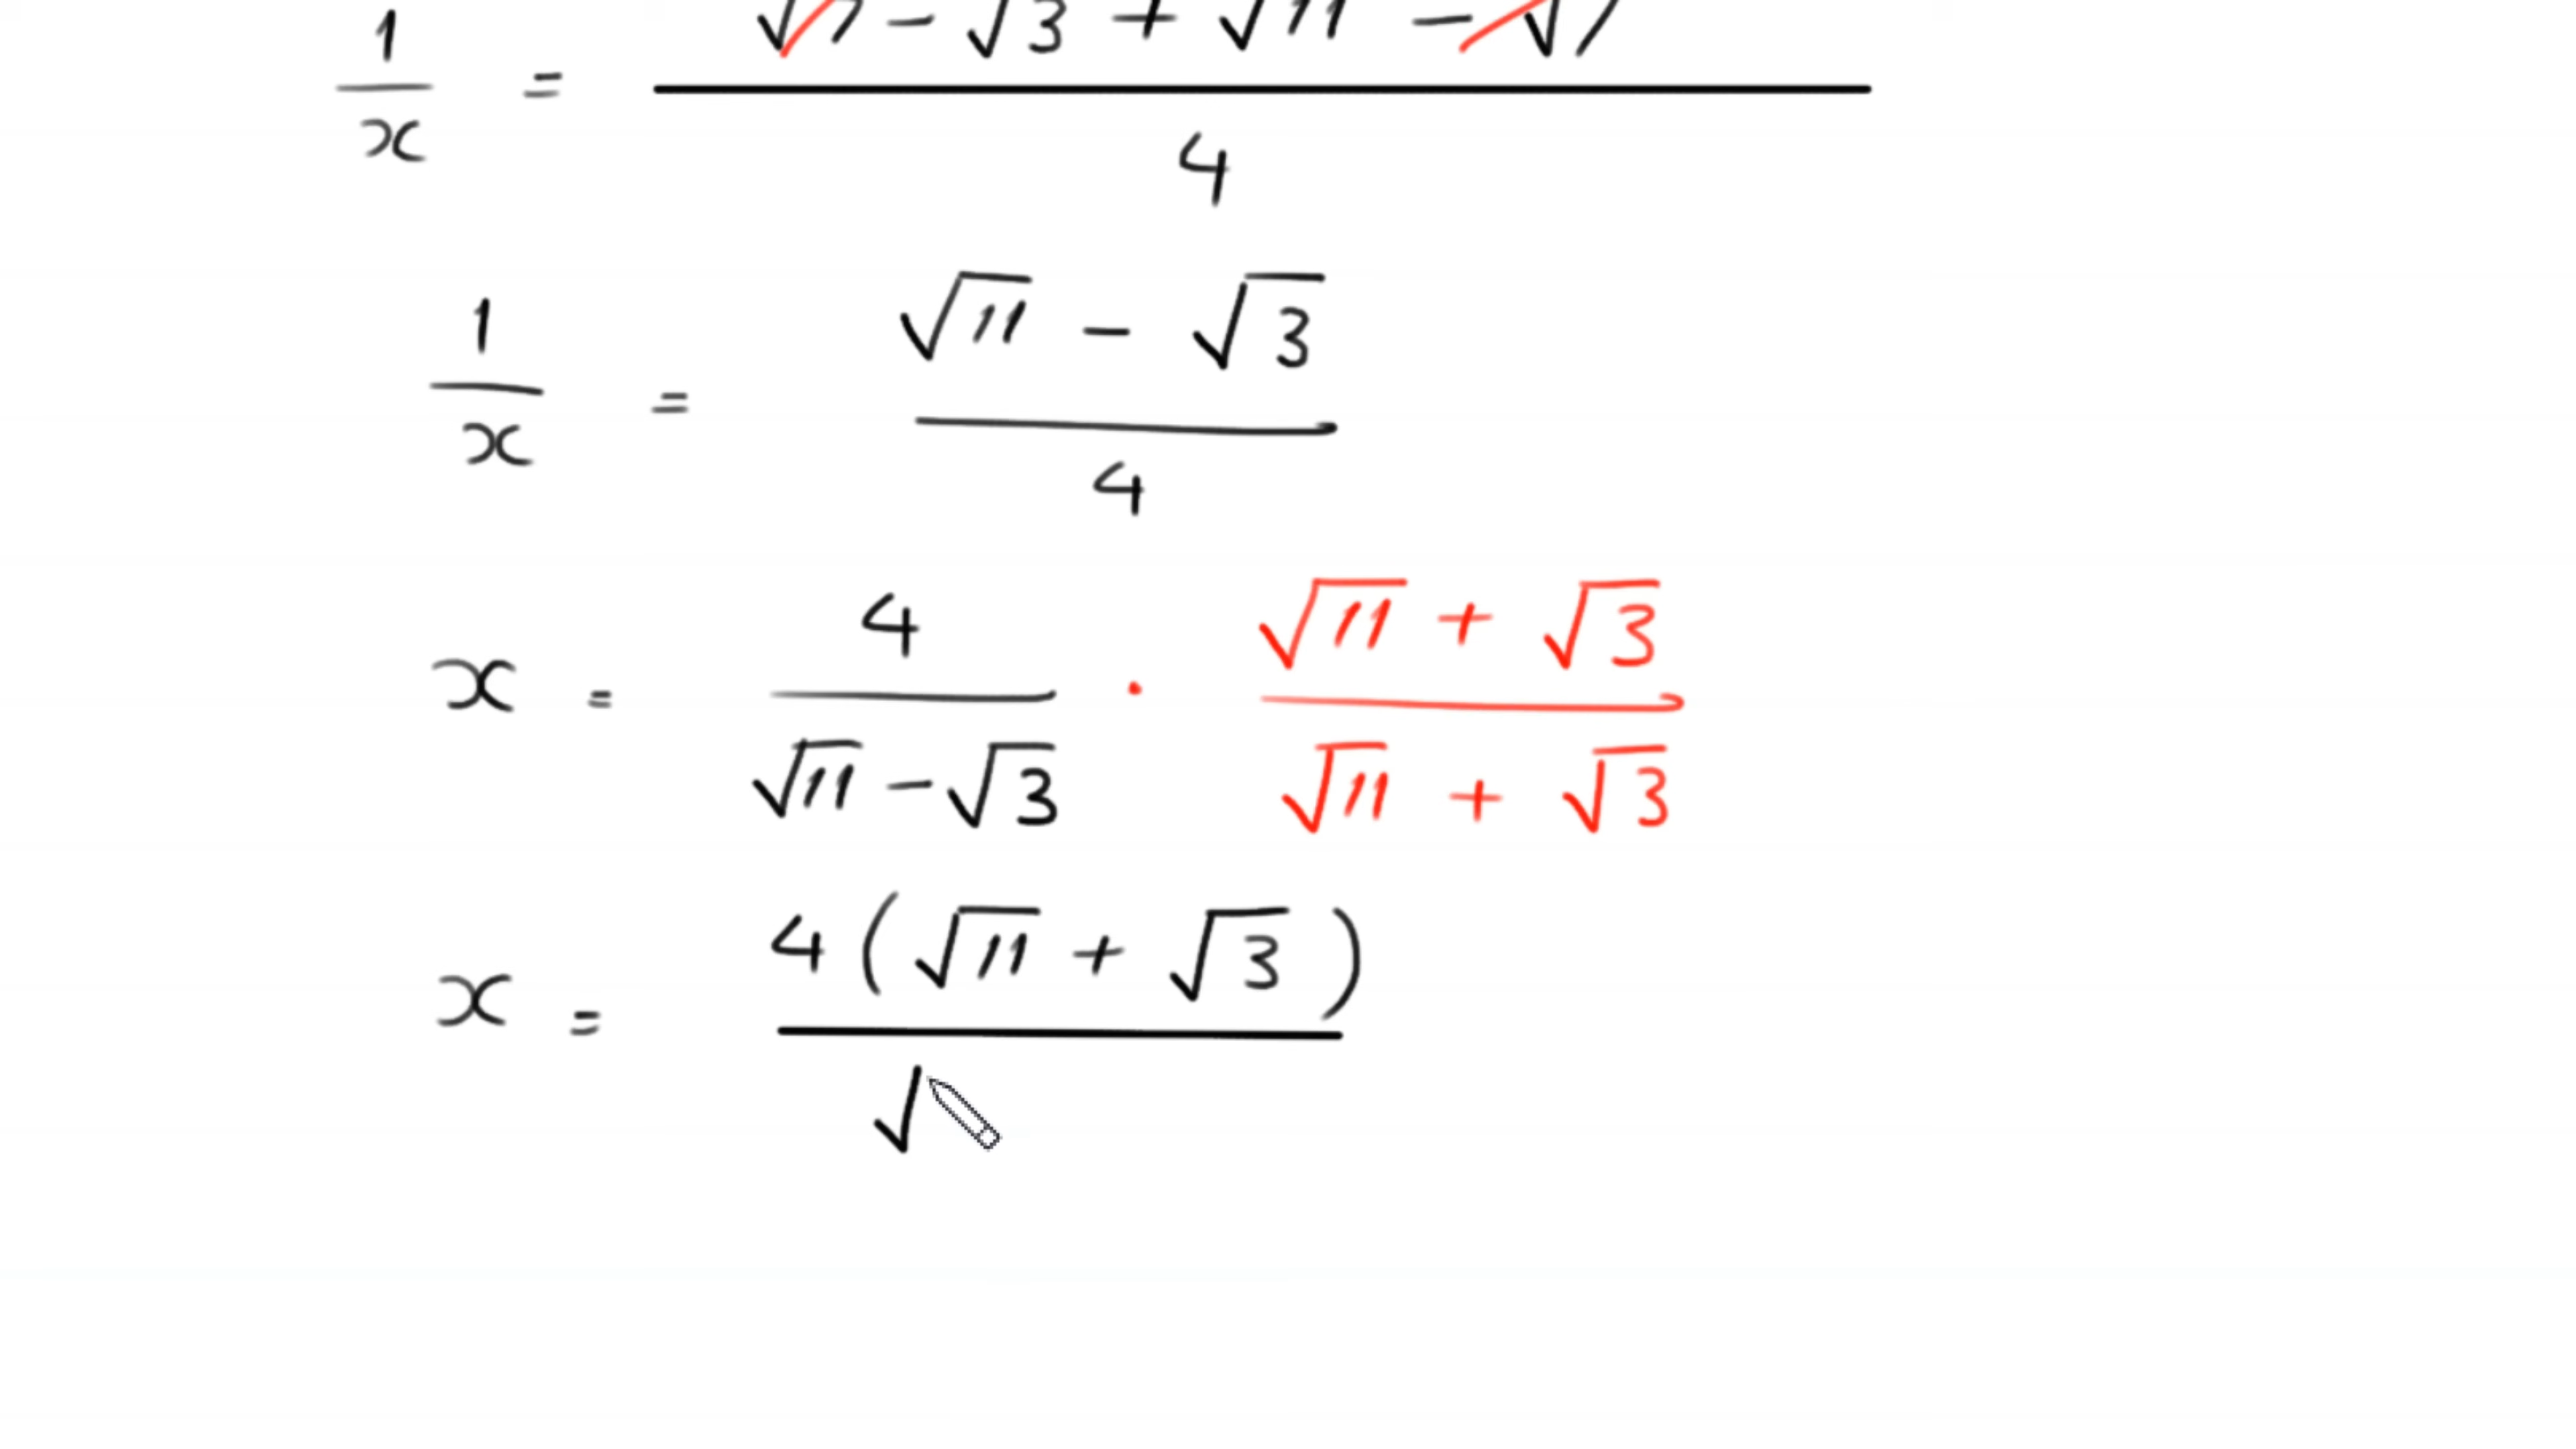 1/x = (√7 - √3 + √11 - √7)/4
1/x = (√11 - √3)/4
x = 4/(√11 - √3) · (√11 + √3)/(√11 + √3)
x = 4(√11 + √3)/√